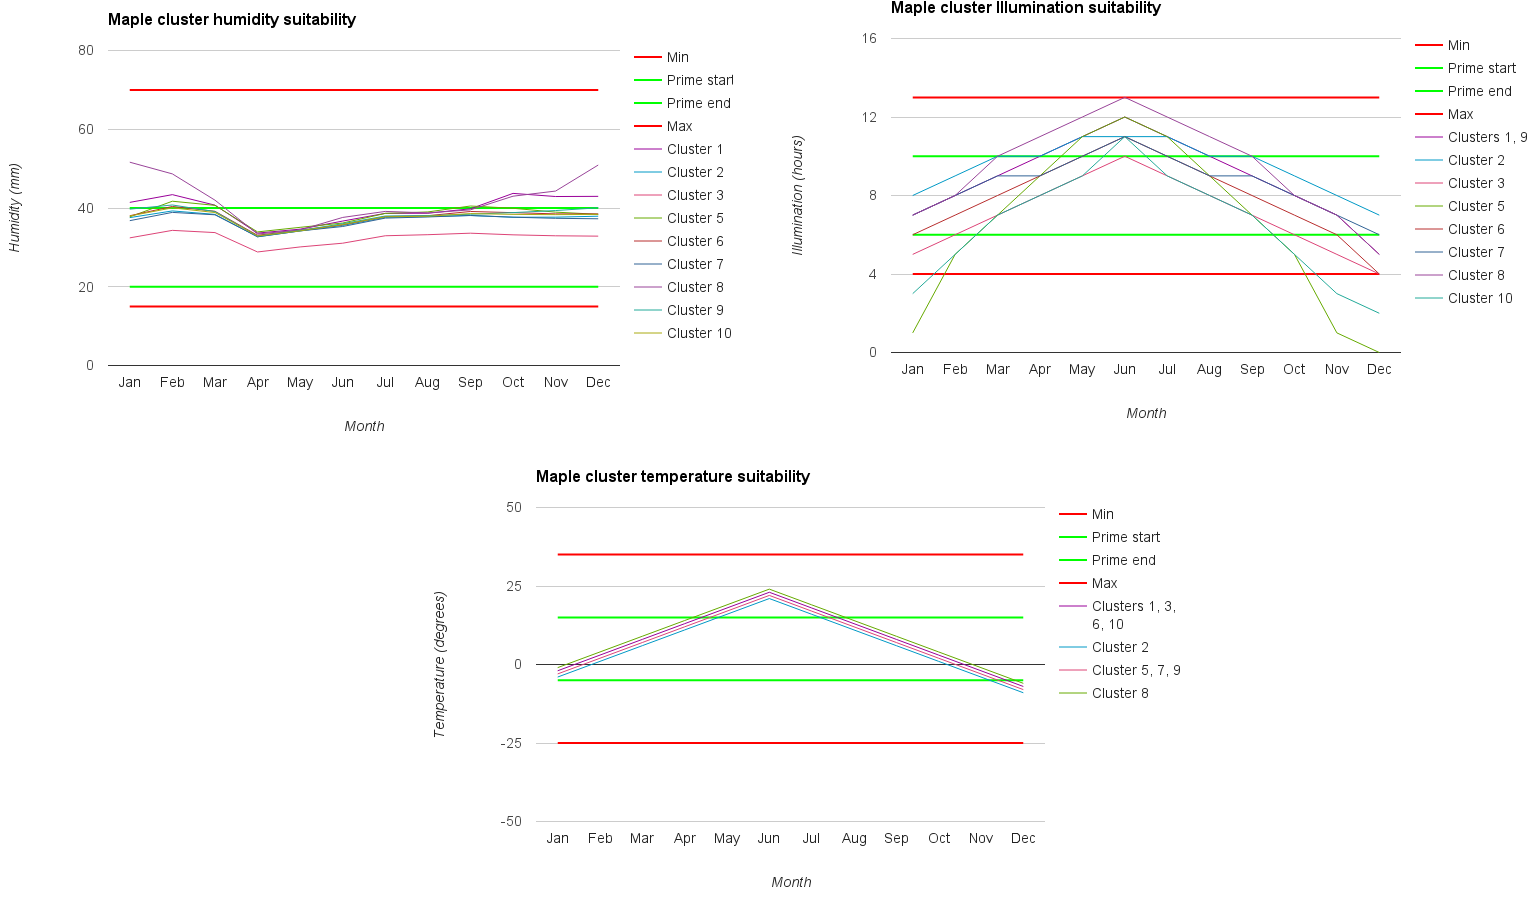 Maple cluster humidity suitability
80
60
40
20
0
Humidity (mm)
Jan Feb Mar Apr May Jun Jul Aug Sep Oct Nov Dec
Month
Min
Prime start
Prime end
Max
Cluster 1
Cluster 2
Cluster 3
Cluster 5
Cluster 6
Cluster 7
Cluster 8
Cluster 9
Cluster 10
Maple cluster Illumination suitability
16
12
8
4
0
Illumination (hours)
Jan Feb Mar Apr May Jun Jul Aug Sep Oct Nov Dec
Month
Min
Prime start
Prime end
Max
Clusters 1, 9
Cluster 2
Cluster 3
Cluster 5
Cluster 6
Cluster 7
Cluster 8
Cluster 10
Maple cluster temperature suitability
50
25
0
-25
-50
Temperature (degrees)
Jan Feb Mar Apr May Jun Jul Aug Sep Oct Nov Dec
Month
Min
Prime start
Prime end
Max
Clusters 1, 3,
6, 10
Cluster 2
Cluster 5, 7, 9
Cluster 8